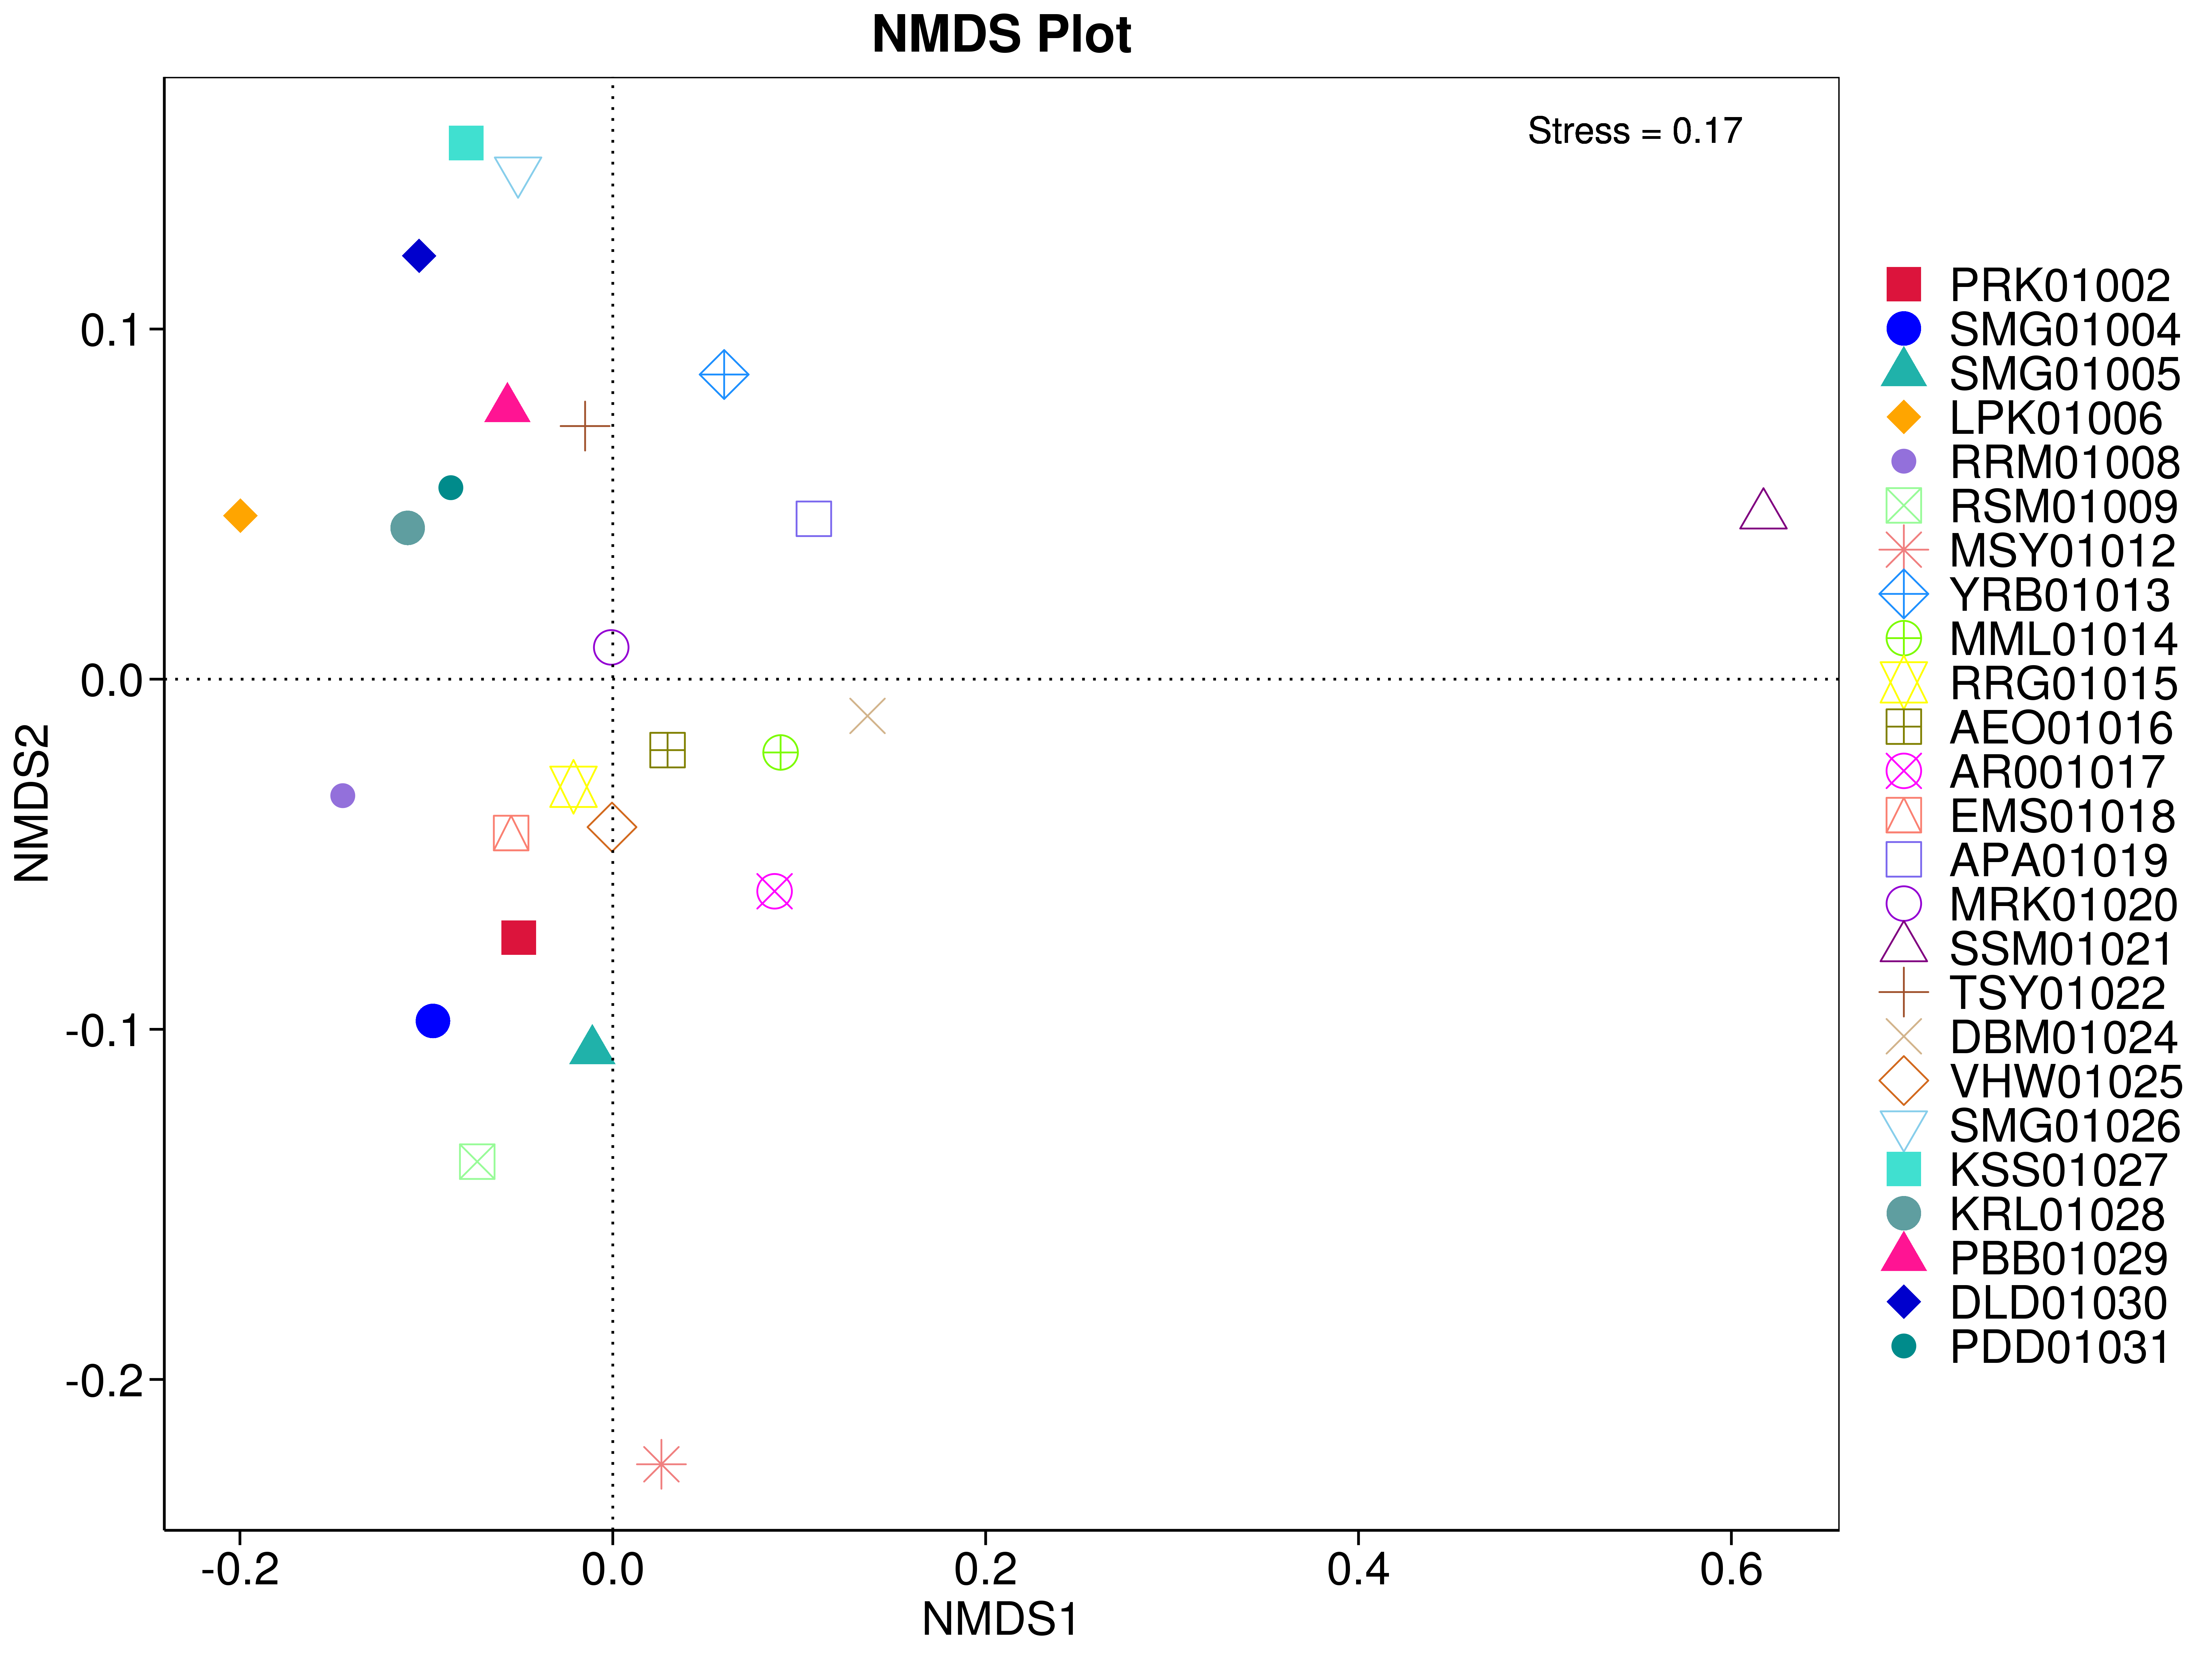 NMDS Plot
Stress = 0.17
NMDS2
0.1
0.0
-0.1
-0.2
-0.2
0.0
0.2
0.4
0.6
NMDS1
PRK01002
SMG01004
SMG01005
LPK01006
RRM01008
RSM01009
MSY01012
YRB01013
MML01014
RRG01015
AEO01016
AR001017
EMS01018
APA01019
MRK01020
SSM01021
TSY01022
DBM01024
VHW01025
SMG01026
KSS01027
KRL01028
PBB01029
DLD01030
PDD01031